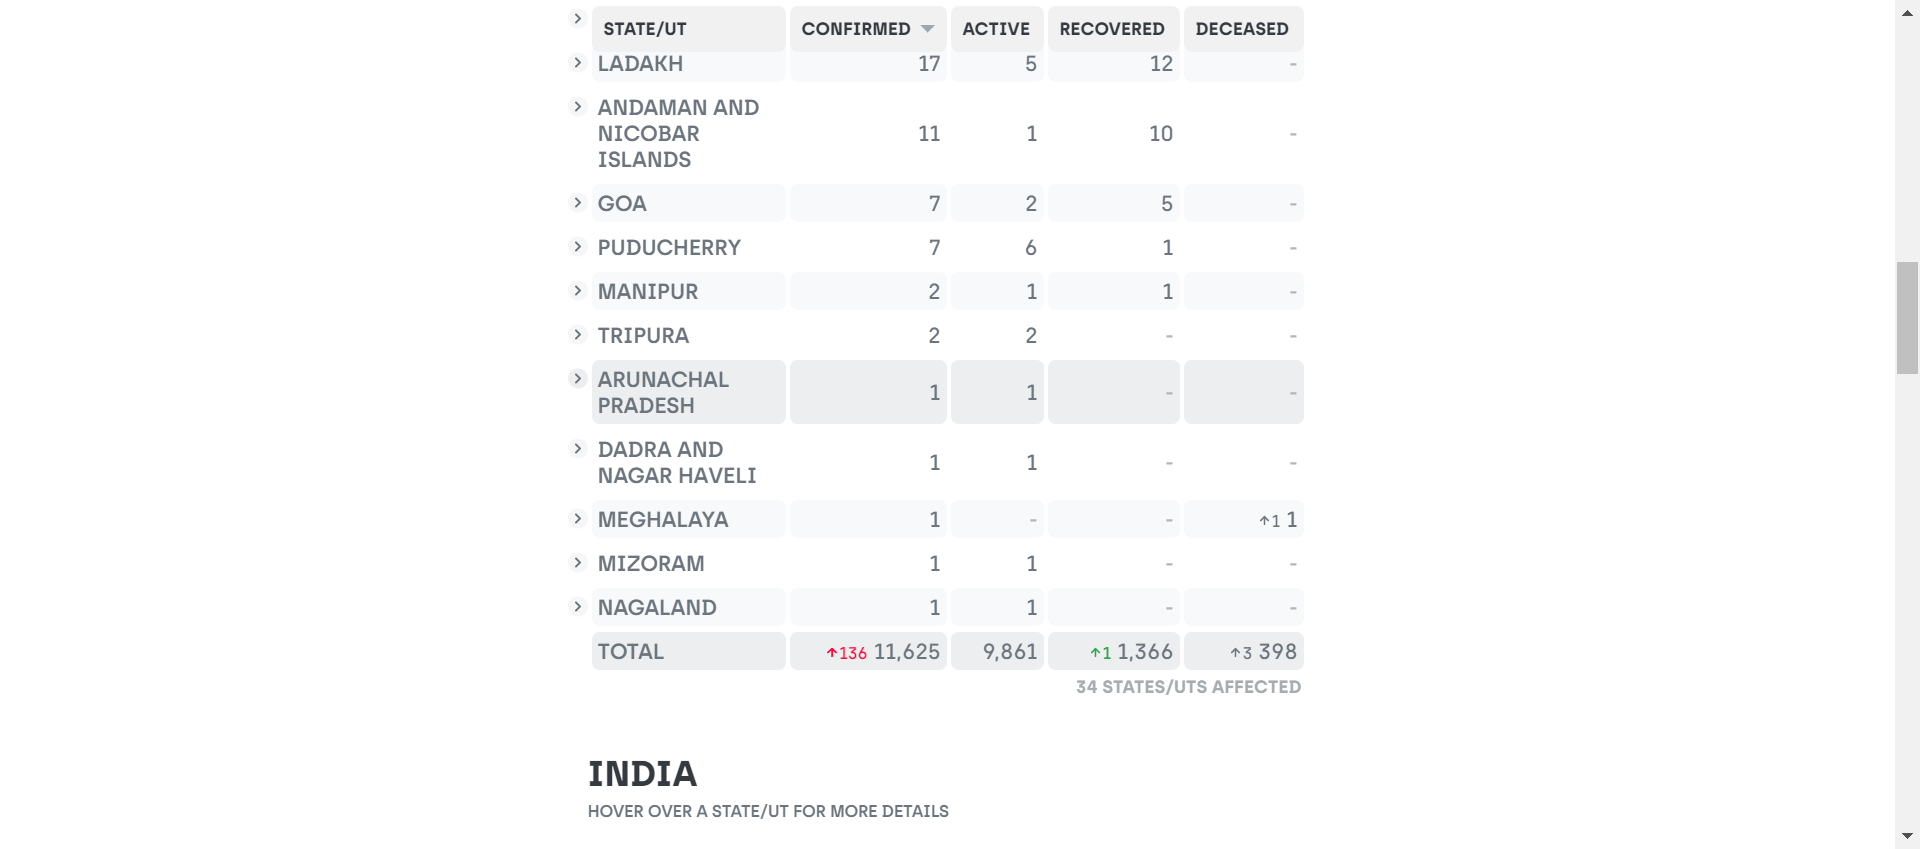 STATE/UT CONFIRMED ACTIVE RECOVERED DECEASED
LADAKH 17 5 12 -
ANDAMAN AND
NICOBAR 11 1 10 -
ISLANDS
GOA 7 2 5 -
PUDUCHERRY 7 6 1 -
MANIPUR 2 1 1 -
TRIPURA 2 2 - -
ARUNACHAL
PRADESH 1 1 - -
DADRA AND
NAGAR HAVELI 1 1 - -
MEGHALAYA 1 - - ↑1 1
MIZORAM 1 1 - -
NAGALAND 1 1 - -
TOTAL ↑136 11,625 9,861 ↑1 1,366 ↑3 398
34 STATES/UTS AFFECTED
INDIA
HOVER OVER A STATE/UT FOR MORE DETAILS